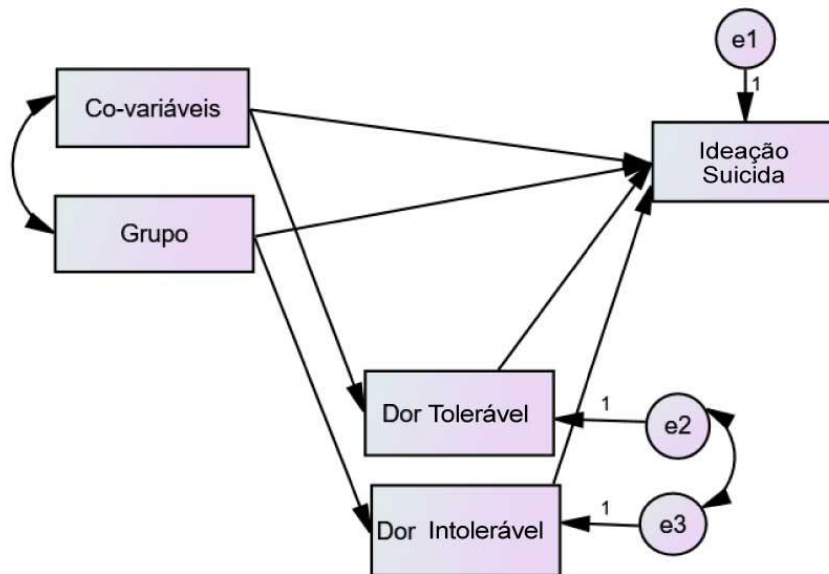 e1
1
Co-variáveis
Ideação
Suicida
Grupo
Dor Tolerável
1
e2
Dor Intolerável
1
e3